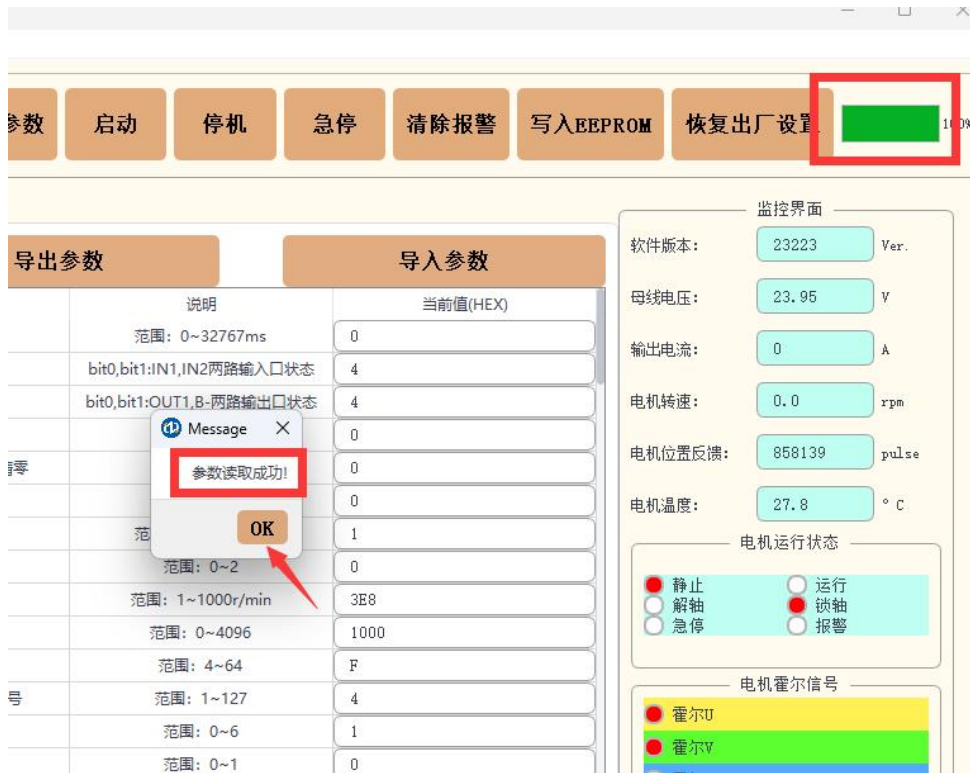 参数
启动
停机
急停
清除报警
写入EEPROM
恢复出厂设置
100%
导出参数
导入参数
说明
当前值(HEX)
范围：0~32767ms
0
bit0,bit1:IN1,IN2两路输入口状态
4
bit0,bit1:OUT1,B-两路输出口状态
4
0
清零
0
0
范
1
范围：0~2
0
范围：1~1000r/min
3E8
范围：0~4096
1000
范围：4~64
F
号
范围：1~127
4
范围：0~6
1
范围：0~1
0
Message
参数读取成功!
OK
监控界面
软件版本：
23223
Ver.
母线电压：
23.95
V
输出电流：
0
A
电机转速：
0.0
rpm
电机位置反馈：
858139
pulse
电机温度：
27.8
° C
电机运行状态
静止
运行
解轴
锁轴
急停
报警
电机霍尔信号
霍尔U
霍尔V